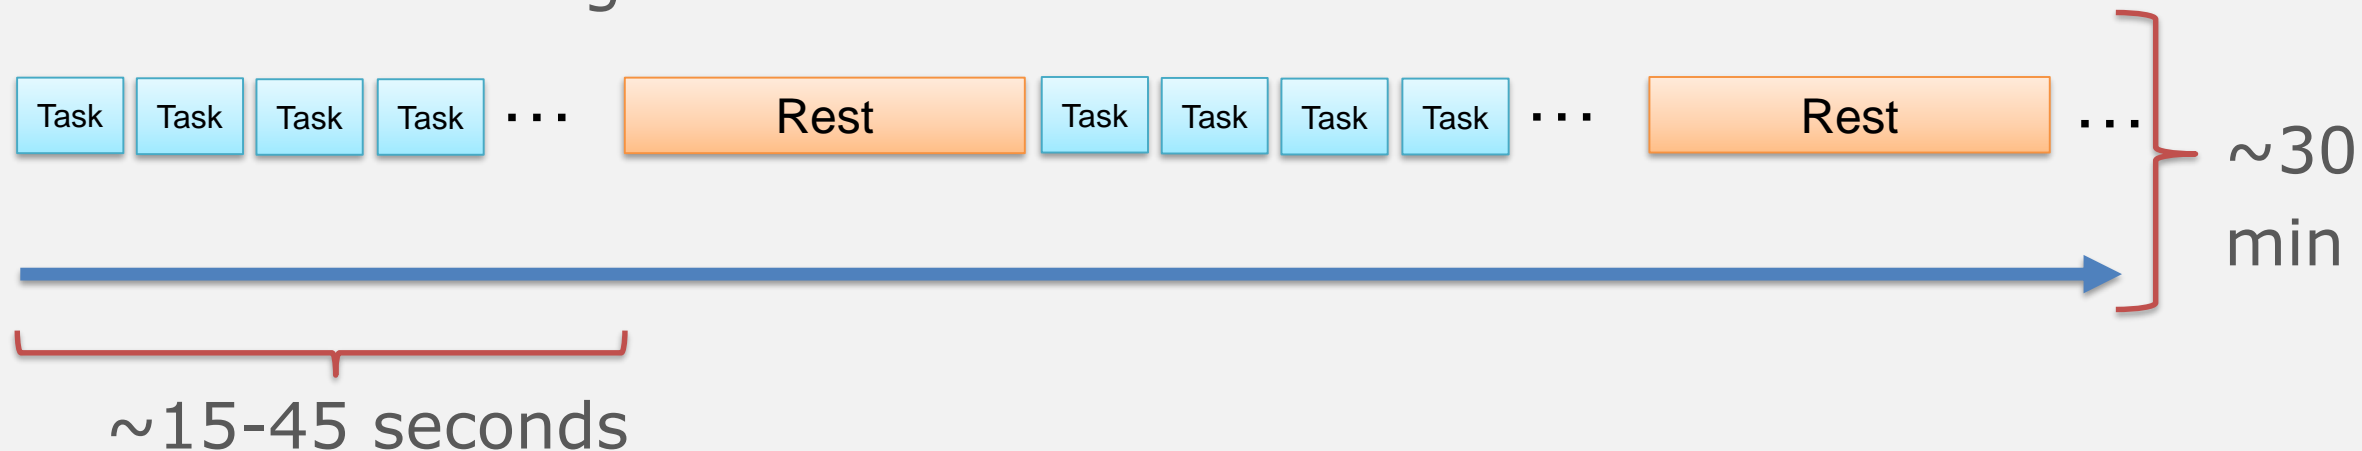 Task Task Task Task ... Rest Task Task Task Task ... Rest ...
~30
min
~15-45 seconds